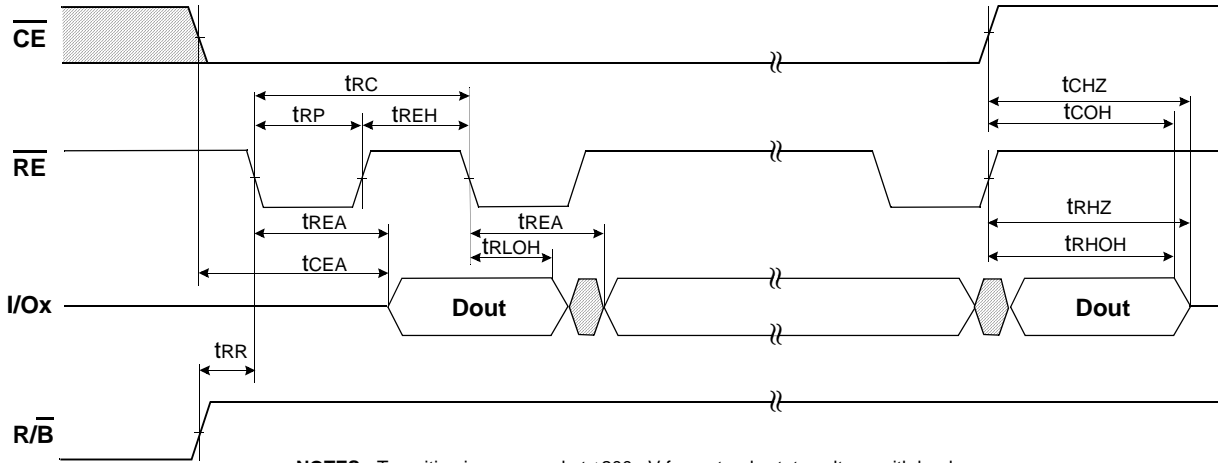 CE
tRC
tCHZ
tRP
tREH
tCOH
RE
tREA
tREA
tRHZ
tRLOH
tRHOH
tCEA
I/Ox
Dout
Dout
tRR
R/B